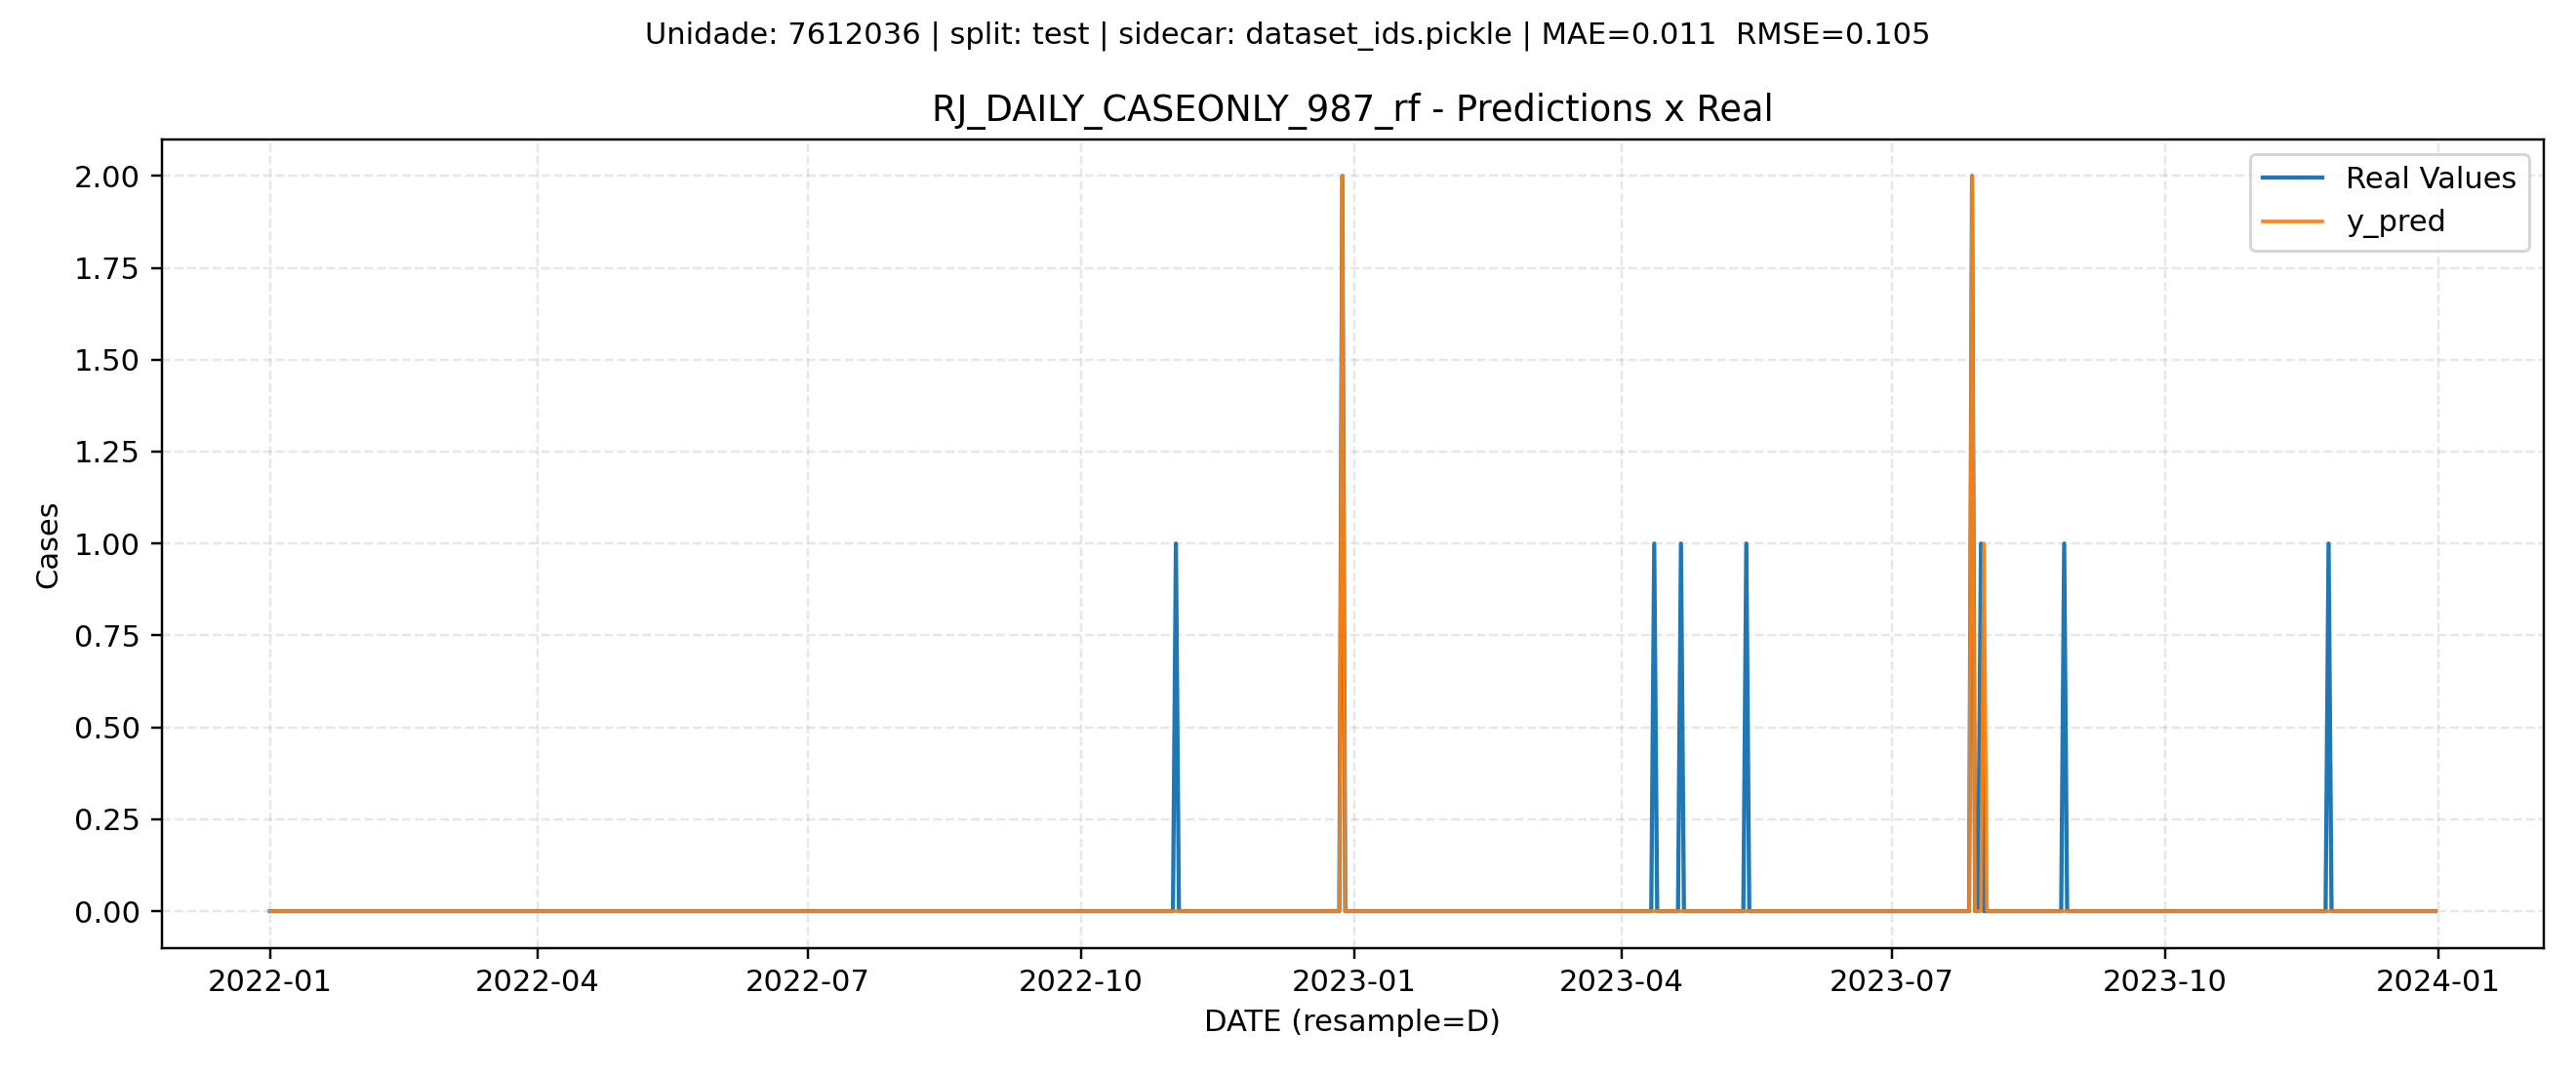 Unidade: 7612036 | split: test | sidecar: dataset_ids.pickle | MAE=0.011  RMSE=0.105
RJ_DAILY_CASEONLY_987_rf - Predictions x Real
Real Values
y_pred
Cases
2.00
1.75
1.50
1.25
1.00
0.75
0.50
0.25
0.00
2022-01 2022-04 2022-07 2022-10 2023-01 2023-04 2023-07 2023-10 2024-01
DATE (resample=D)